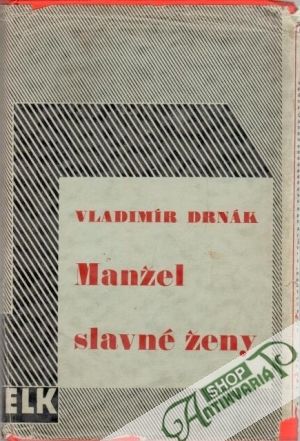 VLADIMÍR DRNÁK
Manžel
slavné ženy
ELK
SHOP
ANTIKVARIÁT